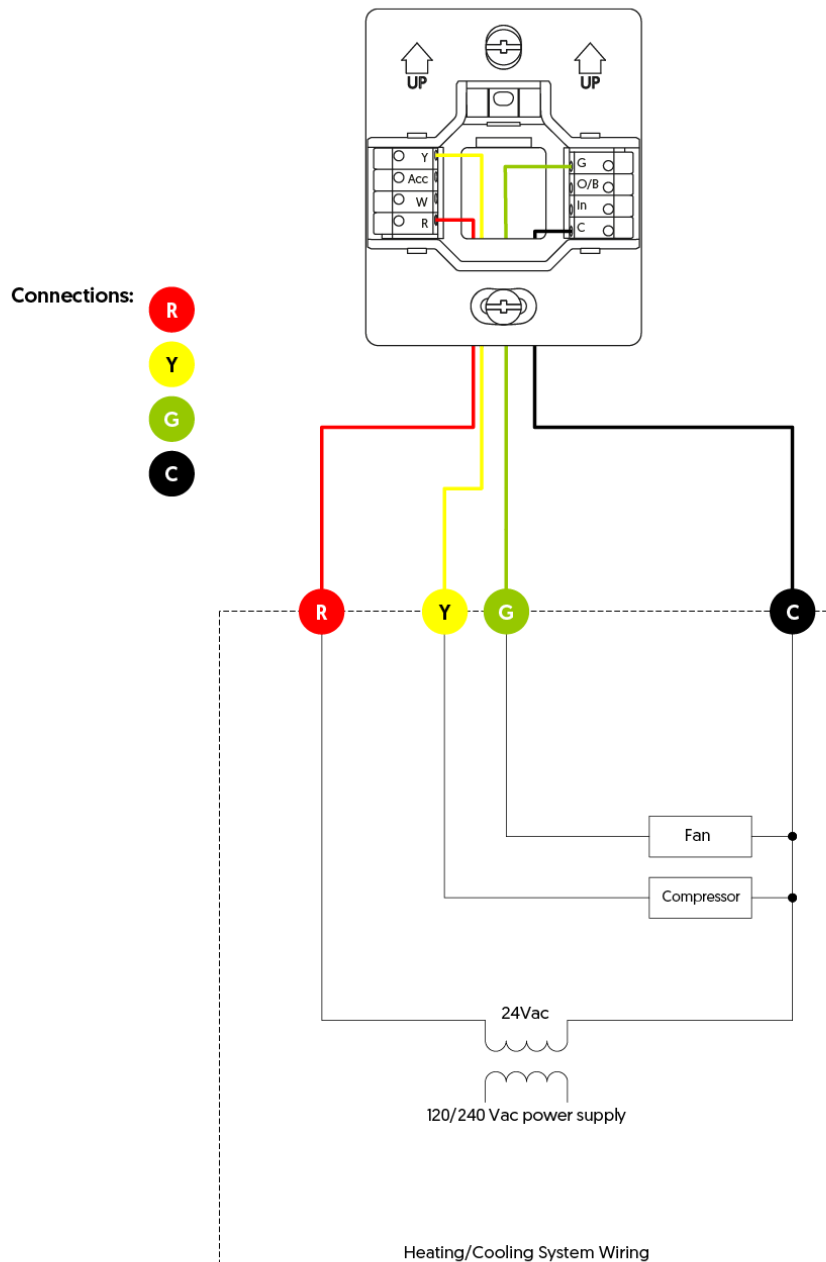 UP
UP
Y
Acc
W
R
G
O/B
In
C
Connections:
R
Y
G
C
R
Y
G
C
Fan
Compressor
24Vac
120/240 Vac power supply
Heating/Cooling System Wiring